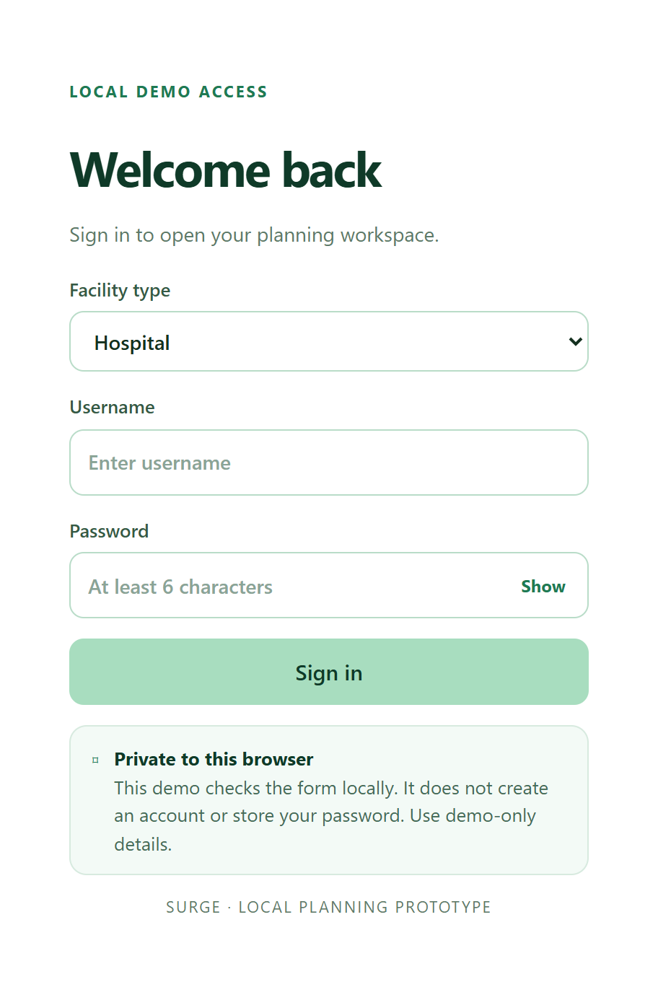 LOCAL DEMO ACCESS
Welcome back
Sign in to open your planning workspace.
Facility type
Hospital
Username
Enter username
Password
At least 6 characters
Show
Sign in
¤ Private to this browser
This demo checks the form locally. It does not create
an account or store your password. Use demo-only
details.
SURGE · LOCAL PLANNING PROTOTYPE